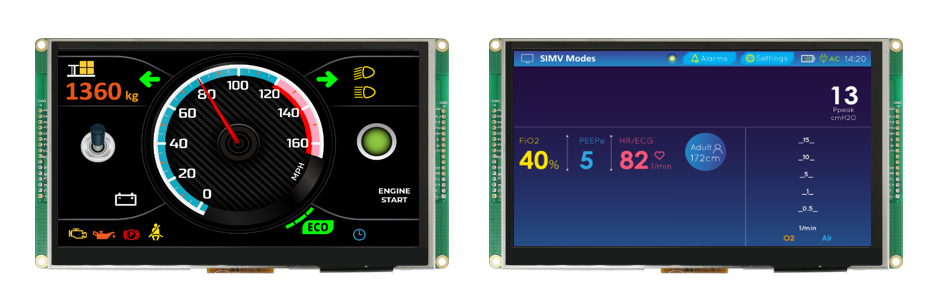 1360 kg
0
20
40
60
80
100
120
140
160
MPH
ENGINE
START
ECO
SIMV Modes
Alarms
Settings
AC 14:20
13
Ppeak
cmH2O
FiO2
40%
PEEPe
5
HR/ECG
82 1/min
Adult
172cm
_15_
_10_
_5_
_1_
_0.5_
1/min
O2 Air